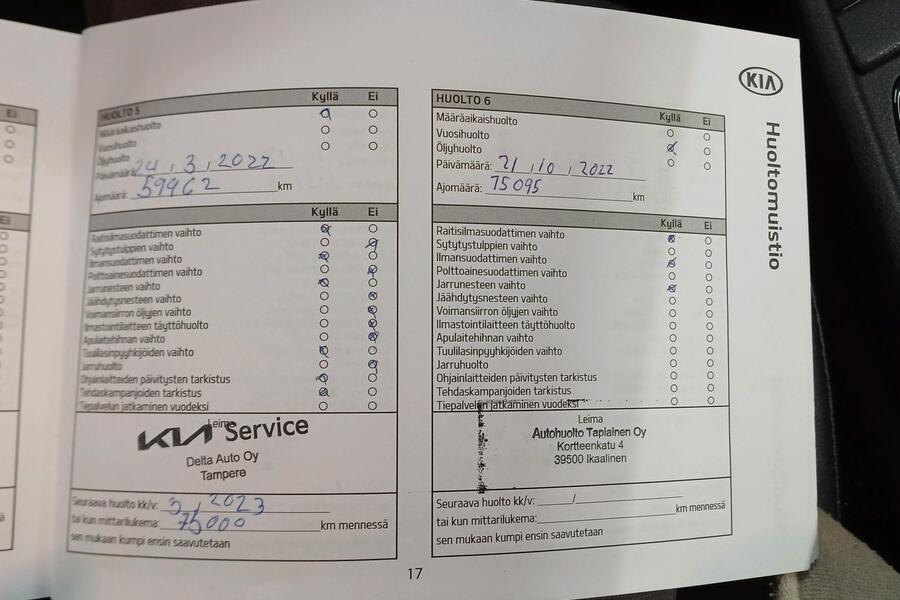 Ei
Ei
HUOLTO 5
Kyllä Ei
Määräaikaishuolto
Vuosihuolto
Öljyhuolto
Päivämäärä: 24, 3, 2022
Ajomäärä: 59962 km
Kyllä Ei
Raitisilmasuodattimen vaihto
Sytytystulppien vaihto
Ilmansuodattimen vaihto
Polttoainesuodattimen vaihto
Jarrunesteen vaihto
Jäähdytysnesteen vaihto
Voimansiirron öljyjen vaihto
Ilmastointilaitteen täyttöhuolto
Apulaitehihnan vaihto
Tuulilasinpyyhkijöiden vaihto
Jarruhuolto
Ohjainlaitteiden päivitysten tarkistus
Tehdaskampanjoiden tarkistus
Tiepalvelun jatkaminen vuodeksi
Leima
KIA Service
Delta Auto Oy
Tampere
Seuraava huolto kk/v: 3, 2023
tai kun mittarilukema: 75000 km mennessä
sen mukaan kumpi ensin saavutetaan
HUOLTO 6
Kyllä Ei
Määräaikaishuolto
Vuosihuolto
Öljyhuolto
Päivämäärä: 21, 10, 2022
Ajomäärä: 75095 km
Kyllä Ei
Raitisilmasuodattimen vaihto
Sytytystulppien vaihto
Ilmansuodattimen vaihto
Polttoainesuodattimen vaihto
Jarrunesteen vaihto
Jäähdytysnesteen vaihto
Voimansiirron öljyjen vaihto
Ilmastointilaitteen täyttöhuolto
Apulaitehihnan vaihto
Tuulilasinpyyhkijöiden vaihto
Jarruhuolto
Ohjainlaitteiden päivitysten tarkistus
Tehdaskampanjoiden tarkistus
Tiepalvelun jatkaminen vuodeksi
Leima
Autohuolto Tapiainen Oy
Kortteenkatu 4
39500 Ikaalinen
Seuraava huolto kk/v: /
tai kun mittarilukema: km mennessä
sen mukaan kumpi ensin saavutetaan
KIA
Huoltomuistio
17